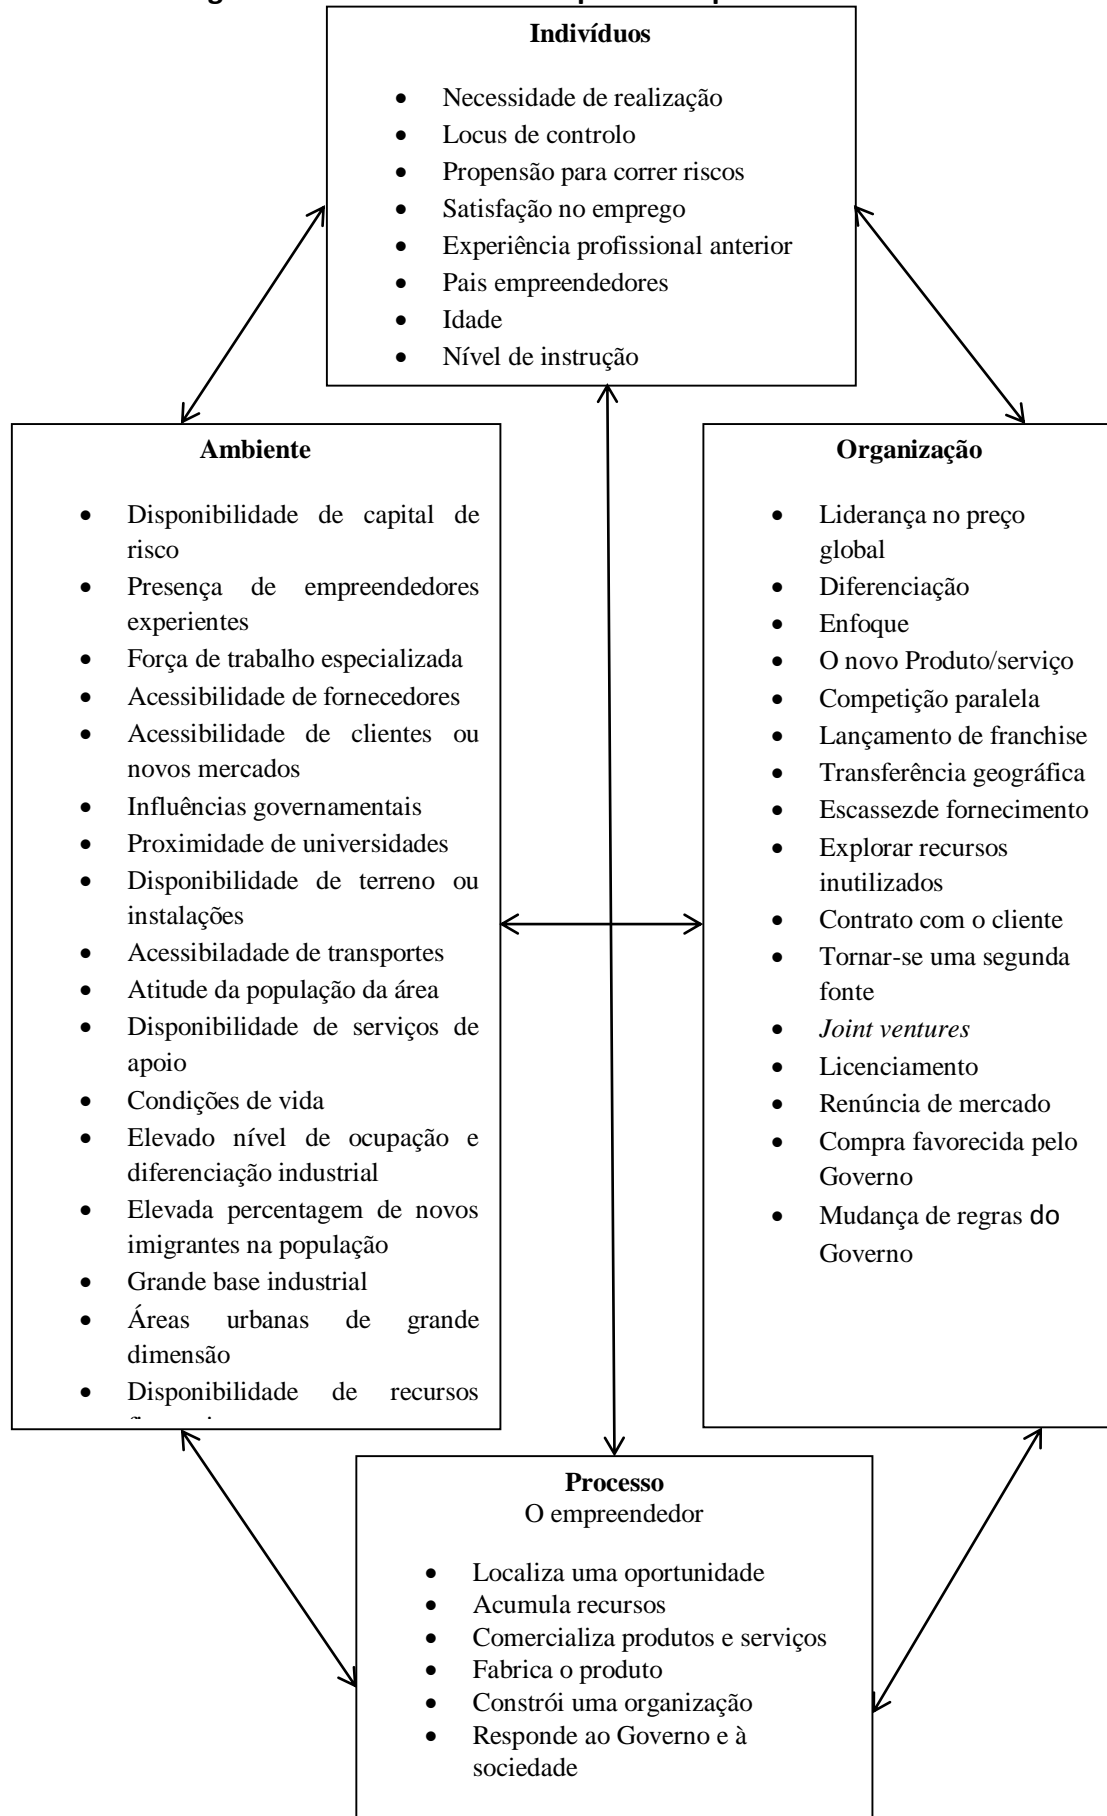 Indivíduos
• Necessidade de realização
• Locus de controlo
• Propensão para correr riscos
• Satisfação no emprego
• Experiência profissional anterior
• Pais empreendedores
• Idade
• Nível de instrução
Ambiente
• Disponibilidade de capital de
risco
• Presença de empreendedores
experientes
• Força de trabalho especializada
• Acessibilidade de fornecedores
• Acessibilidade de clientes ou
novos mercados
• Influências governamentais
• Proximidade de universidades
• Disponibilidade de terreno ou
instalações
• Acessibiladade de transportes
• Atitude da população da área
• Disponibilidade de serviços de
apoio
• Condições de vida
• Elevado nível de ocupação e
diferenciação industrial
• Elevada percentagem de novos
imigrantes na população
• Grande base industrial
• Áreas urbanas de grande
dimensão
• Disponibilidade de recursos
Organização
• Liderança no preço
global
• Diferenciação
• Enfoque
• O novo Produto/serviço
• Competição paralela
• Lançamento de franchise
• Transferência geográfica
• Escassezde fornecimento
• Explorar recursos
inutilizados
• Contrato com o cliente
• Tornar-se uma segunda
fonte
• Joint ventures
• Licenciamento
• Renúncia de mercado
• Compra favorecida pelo
Governo
• Mudança de regras do
Governo
Processo
O empreendedor
• Localiza uma oportunidade
• Acumula recursos
• Comercializa produtos e serviços
• Fabrica o produto
• Constrói uma organização
• Responde ao Governo e à
sociedade